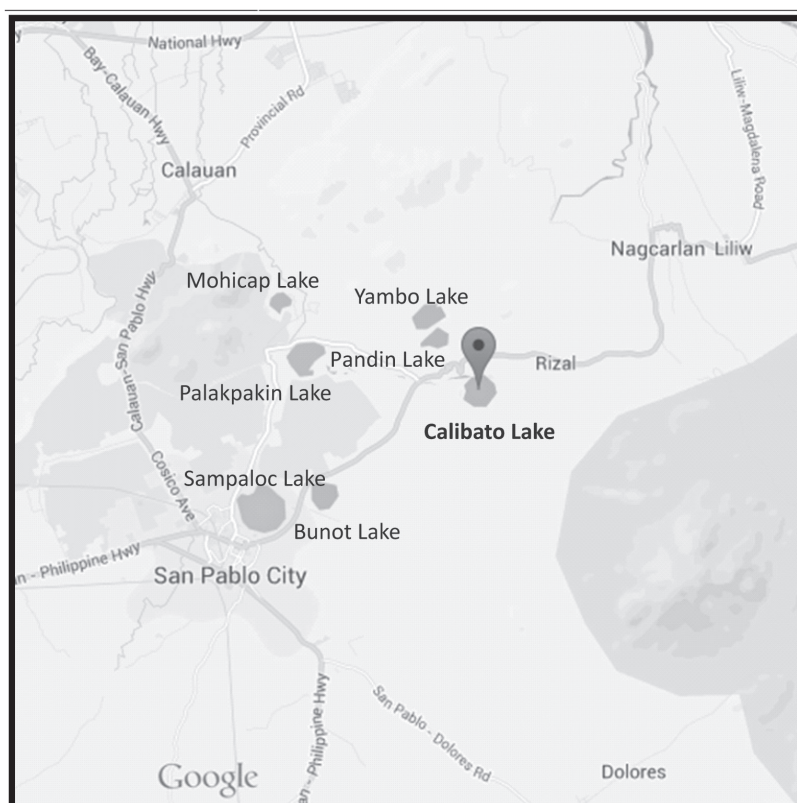 National Hwy
Bay-Calauan Hwy
Provincial Rd
Liliw-Magdalena Road
Calauan
Nagcarlan Liliw
Mohicap Lake
Yambo Lake
Calauan-San Pablo Hwy
Pandin Lake
Rizal
Palakpakin Lake
Calibato Lake
Cosico Ave
Sampaloc Lake
Bunot Lake
an - Philippine Hwy
San Pablo City
an - Philippine Hwy
San Pablo - Dolores Rd
Google
Dolores